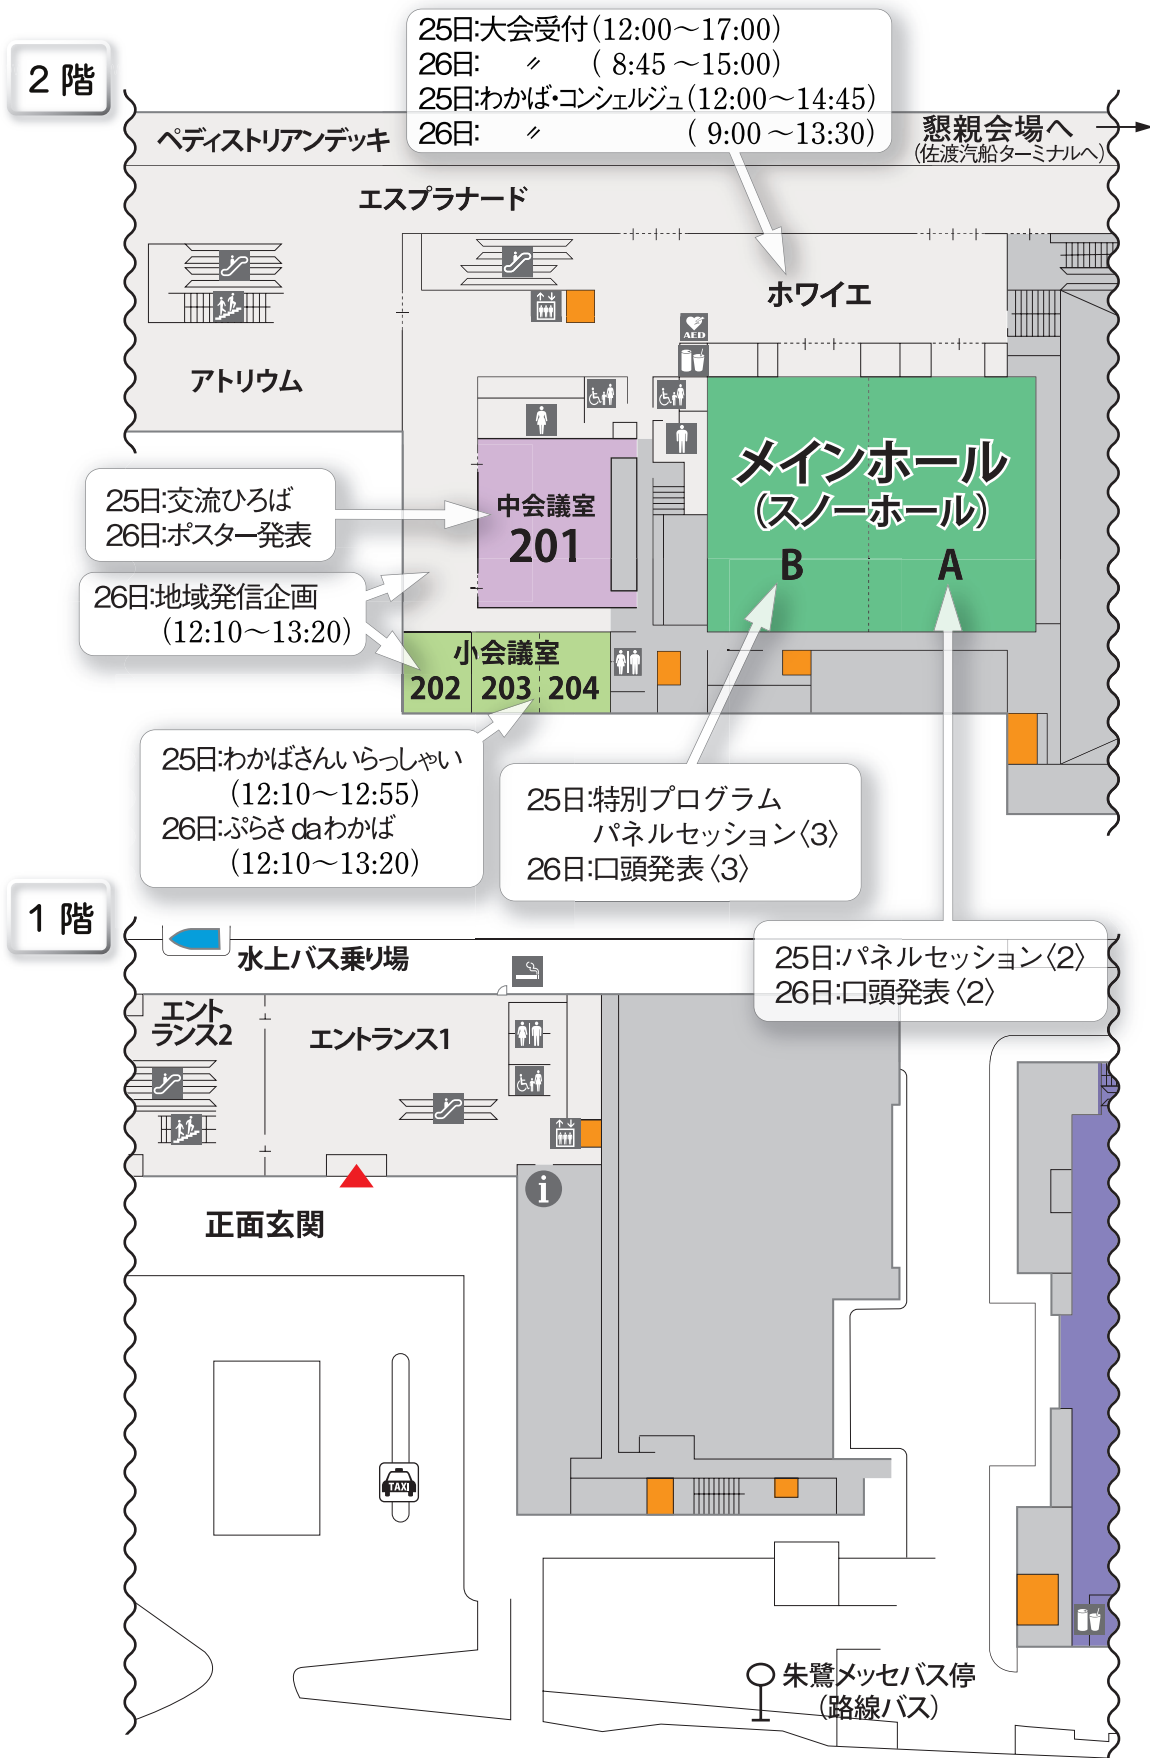 2階
25日:大会受付(12:00～17:00)
26日: 〃 ( 8:45 ～15:00)
25日:わかば・コンシェルジュ(12:00～14:45)
26日: 〃 ( 9:00 ～13:30)
ペディストリアンデッキ
懇親会場へ
(佐渡汽船ターミナルへ)
エスプラナード
ホワイエ
AED
アトリウム
メインホール
(スノーホール)
B
A
25日:交流ひろば
26日:ポスター発表
中会議室
201
26日:地域発信企画
(12:10～13:20)
小会議室
202
203
204
25日:わかばさんいらっしゃい
(12:10～12:55)
26日:ぷらさdaわかば
(12:10～13:20)
25日:特別プログラム
パネルセッション〈3〉
26日:口頭発表〈3〉
1階
水上バス乗り場
25日:パネルセッション〈2〉
26日:口頭発表〈2〉
エント
ランス2
エントランス1
i
正面玄関
TAXI
朱鷺メッセバス停
(路線バス)